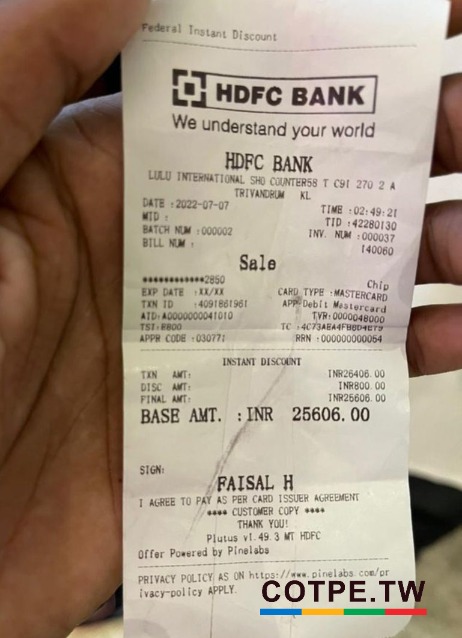 Federal Instant Discount
HDFC BANK
We understand your world
HDFC BANK
LULU INTERNATIONAL SHO COUNTER58 T C91 270 2 A
TRIVANDRUM KL
DATE :2022-07-07 TIME :02:49:21
MID : TID :42280130
BATCH NUM :000002 INV. NUM :000037
BILL NUM : 140060
Sale
************2850 Chip
EXP DATE :XX/XX CARD TYPE :MASTERCARD
TXN ID :4091861961 APP:Debit Mastercard
AID:A0000000041010 TVR:0000048000
TSI:E800 TC :4C73AEA4FB8D4E79
APPR CODE :030771 RRN :000000000054
INSTANT DISCOUNT
TXN AMT: INR26406.00
DISC AMT: INR800.00
FINAL AMT: INR25606.00
BASE AMT. :INR 25606.00
SIGN:
FAISAL H
I AGREE TO PAY AS PER CARD ISSUER AGREEMENT
**** CUSTOMER COPY ****
THANK YOU!
Plutus v1.49.3 MT HDFC
Offer Powered by Pinelabs
PRIVACY POLICY AS ON https://www.pinelabs.com/pr
ivacy-policy APPLY.
COTPE.TW